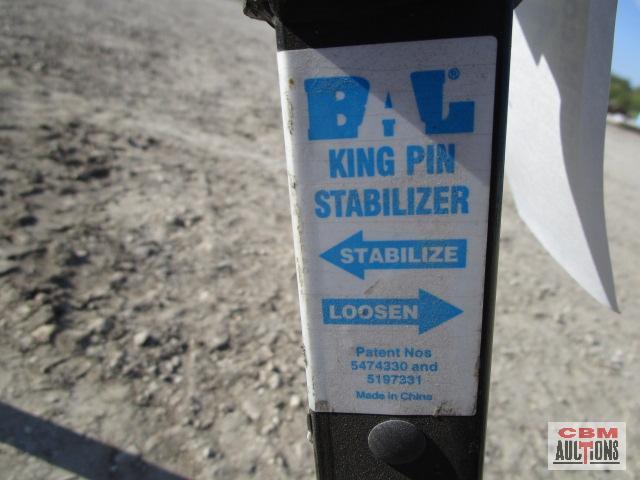 BAL®
KING PIN
STABILIZER
STABILIZE
LOOSEN
Patent Nos
5474330 and
5197331
Made in China
CBM
AUCTIONS